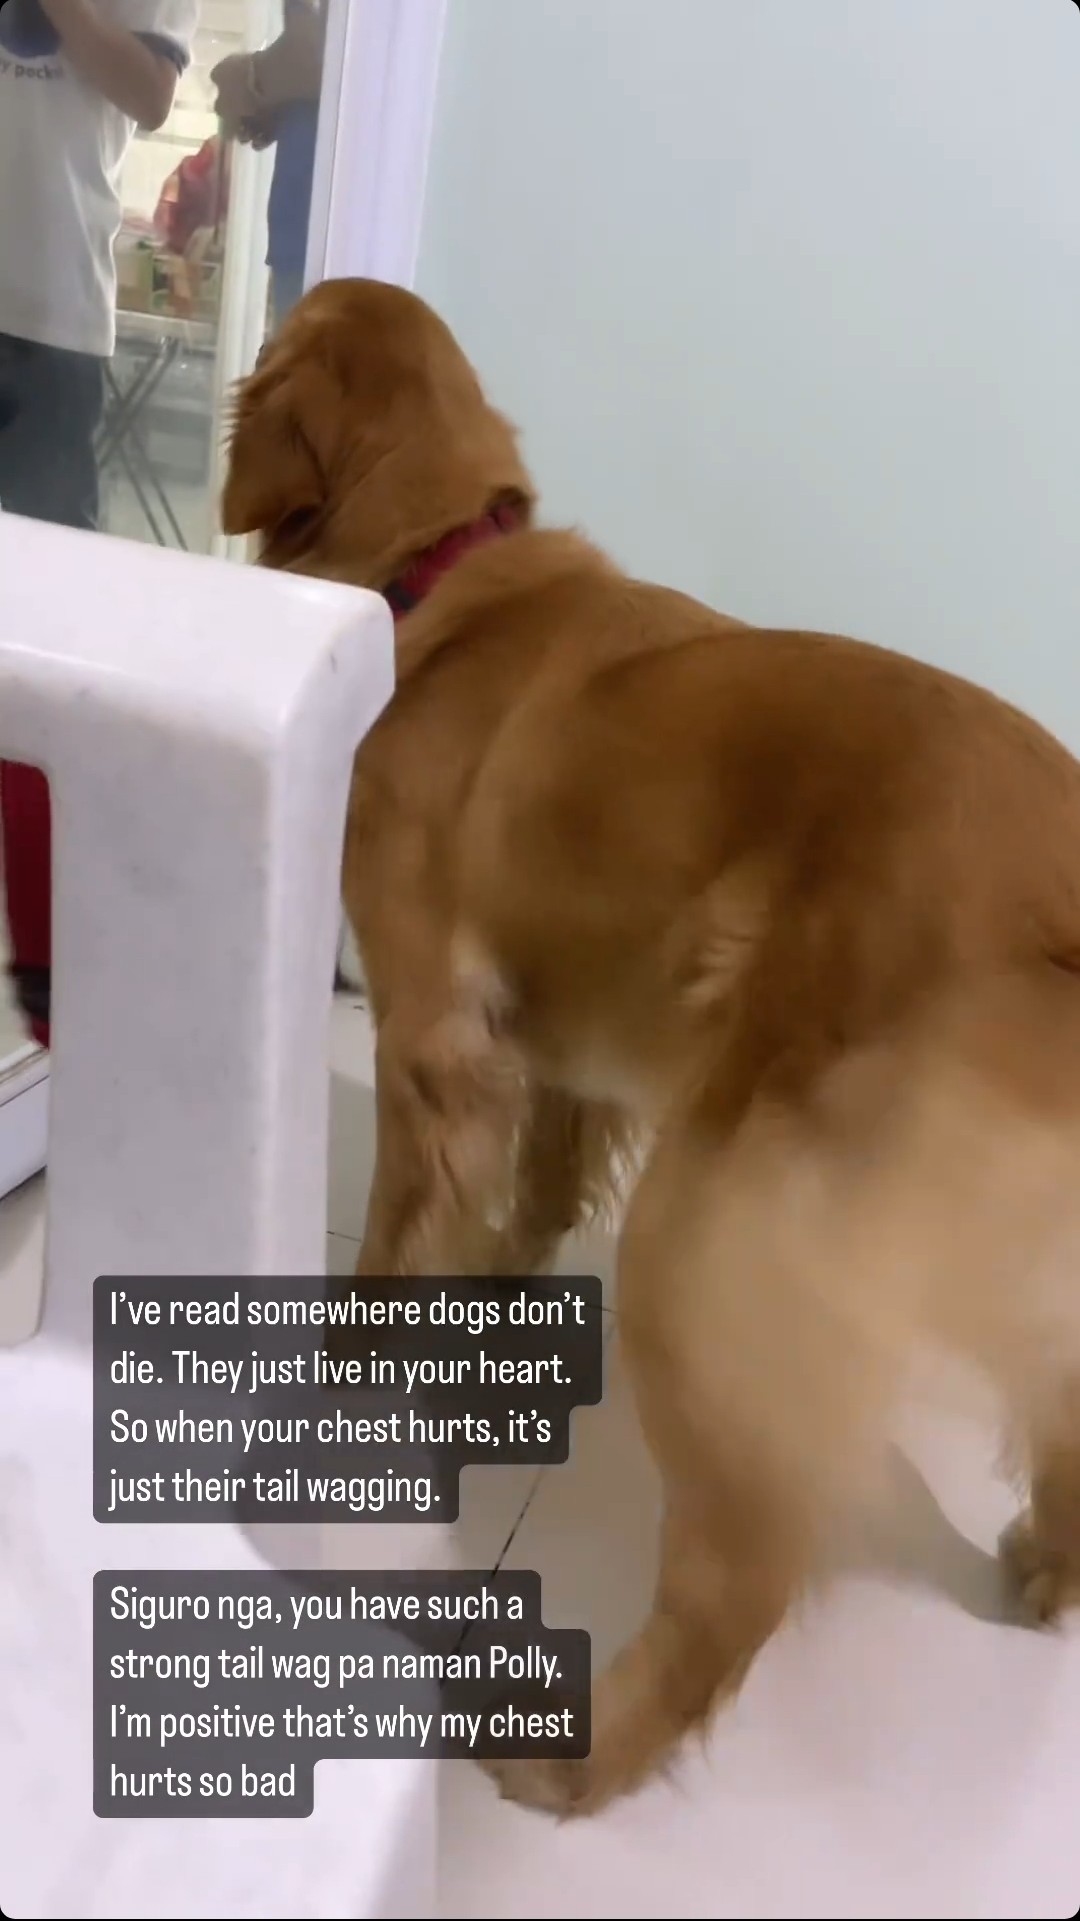 y pocke
I've read somewhere dogs don't
die. They just live in your heart.
So when your chest hurts, it's
just their tail wagging.
Siguro nga, you have such a
strong tail wag pa naman Polly.
I'm positive that's why my chest
hurts so bad